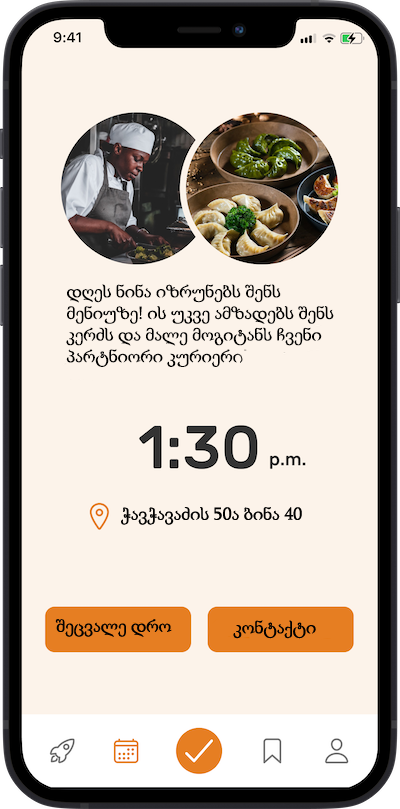 9:41
დღეს ნინა იზრუნებს შენს
მენიუზე! ის უკვე ამზადებს შენს
კერძს და მალე მოგიტანს ჩვენი
პარტნიორი კურიერი
1:30 p.m.
ჭავჭავაძის 50ა ბინა 40
შეცვალე დრო
კონტაქტი